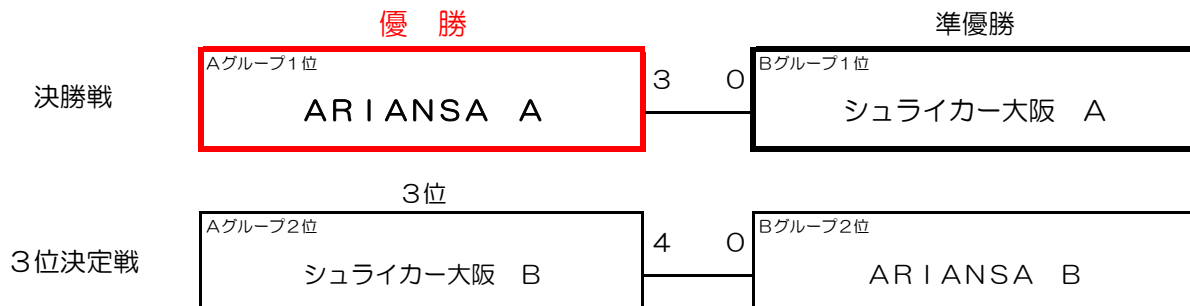 優　勝
準優勝
決勝戦
Aグループ1位
ARIANSA　A
3　0
Bグループ1位
シュライカー大阪　A
3位
3位決定戦
Aグループ2位
シュライカー大阪　B
4　0
Bグループ2位
ARIANSA　B